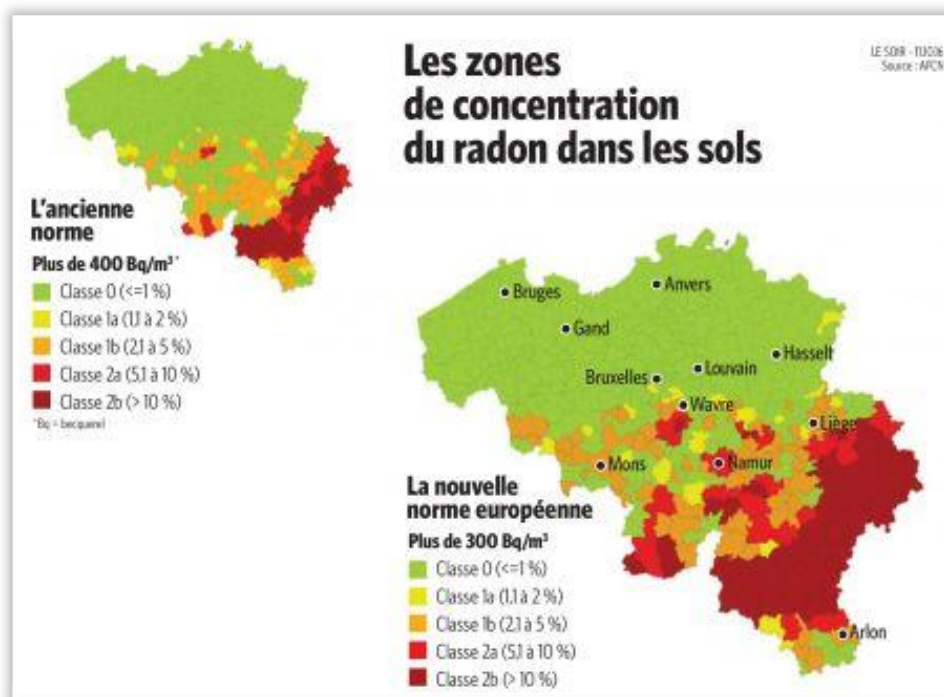 Les zones
de concentration
du radon dans les sols
LE SOIR -
Source : AFCN
L'ancienne
norme
Plus de 400 Bq/m³*
Classe 0 (<=1 %)
Classe 1a (1,1 à 2 %)
Classe 1b (2,1 à 5 %)
Classe 2a (5,1 à 10 %)
Classe 2b (> 10 %)
*Bq = becquerel
Bruges
Anvers
Gand
Hasselt
Louvain
Bruxelles
Wavre
Liège
Mons
Namur
Arlon
La nouvelle
norme européenne
Plus de 300 Bq/m³
Classe 0 (<=1 %)
Classe 1a (1,1 à 2 %)
Classe 1b (2,1 à 5 %)
Classe 2a (5,1 à 10 %)
Classe 2b (> 10 %)